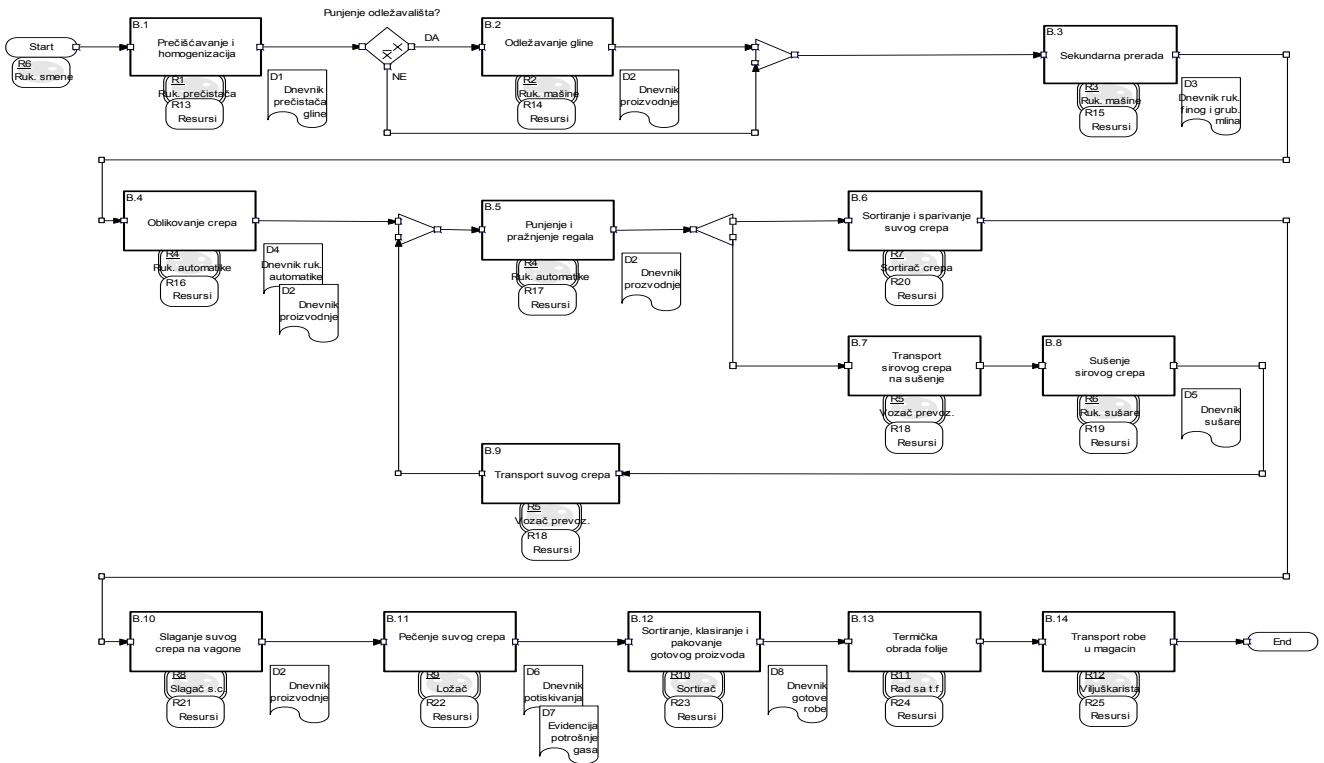 Punjenje odležavališta?
Start
R6
Ruk. smene
B.1
Prečišćavanje i
homogenizacija
R1
Ruk. prečistača
R13
Resursi
D1
Dnevnik
prečistača
gline
X
DA
NE
B.2
Odležavanje gline
R2
Ruk. mašine
R14
Resursi
D2
Dnevnik
proizvodnje
B.3
Sekundarna prerada
R3
Ruk. mašine
R15
Resursi
D3
Dnevnik ruk.
finog i grub.
mlina
B.4
Oblikovanje crepa
R4
Ruk. automatike
R16
Resursi
D4
Dnevnik ruk.
automatike
D2
Dnevnik
proizvodnje
B.5
Punjenje i
pražnjenje regala
R4
Ruk. automatike
R17
Resursi
D2
Dnevnik
prozvodnje
B.6
Sortiranje i sparivanje
suvog crepa
R7
Sortirač crepa
R20
Resursi
B.7
Transport
sirovog crepa
na sušenje
R5
Vozač prevoz.
R18
Resursi
B.8
Sušenje
sirovog crepa
R6
Ruk. sušare
R19
Resursi
D5
Dnevnik
sušare
B.9
Transport suvog crepa
R5
Vozač prevoz.
R18
Resursi
B.10
Slaganje suvog
crepa na vagone
R8
Slagač s.c.
R21
Resursi
D2
Dnevnik
proizvodnje
B.11
Pečenje suvog crepa
R9
Ložač
R22
Resursi
D6
Dnevnik
potiskivanja
D7
Evidencija
potrošnje
gasa
B.12
Sortiranje, klasiranje i
pakovanje
gotovog proizvoda
R10
Sortirač
R23
Resursi
D8
Dnevnik
gotove
robe
B.13
Termička
obrada folije
R11
Rad sa t.f.
R24
Resursi
B.14
Transport robe
u magacin
R12
Viljuškarista
R25
Resursi
End